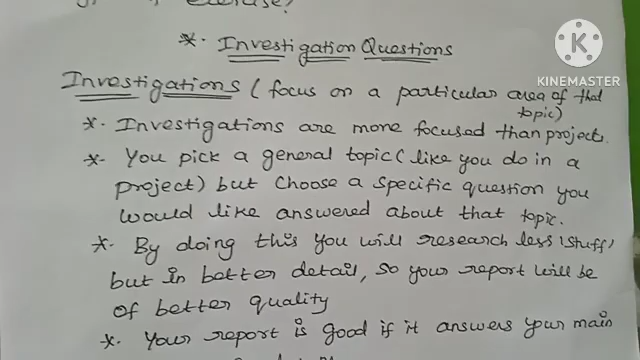 exercise?
*. Investigation Questions
KINEMASTER
Investigations (focus on a particular area of that
topic)
*. Investigations are more focused than project.
*. You pick a general topic (like you do in a
project) but choose a specific question you
would like answered about that topic.
*. By doing this you will research less 'stuff'
but in better detail, so your report will be
of better quality
*. Your report is good if it answers your main